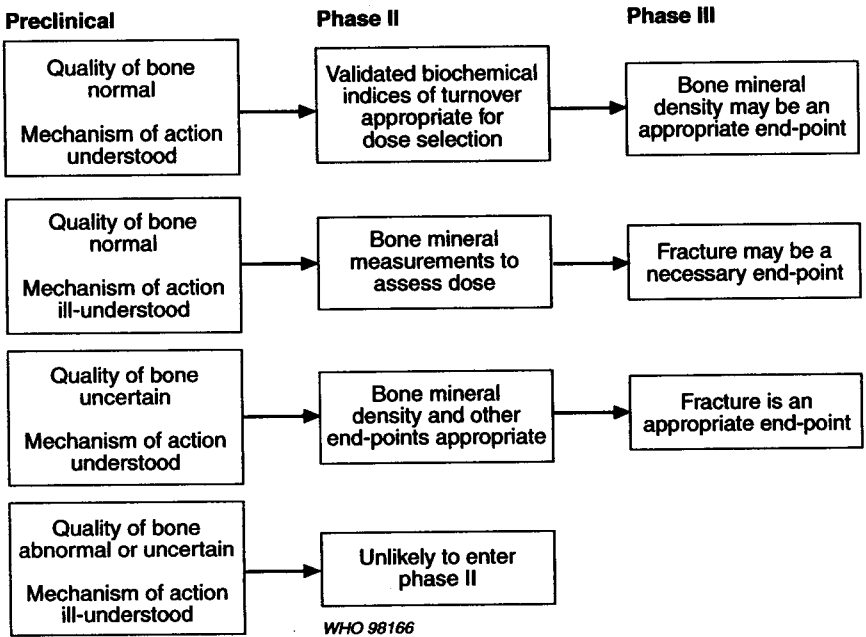 Preclinical
Phase II
Phase III
Quality of bone
normal
Mechanism of action
understood
Validated biochemical
indices of turnover
appropriate for
dose selection
Bone mineral
density may be an
appropriate end-point
Quality of bone
normal
Mechanism of action
ill-understood
Bone mineral
measurements to
assess dose
Fracture may be a
necessary end-point
Quality of bone
uncertain
Mechanism of action
understood
Bone mineral
density and other
end-points appropriate
Fracture is an
appropriate end-point
Quality of bone
abnormal or uncertain
Mechanism of action
ill-understood
Unlikely to enter
phase II
WHO 98166